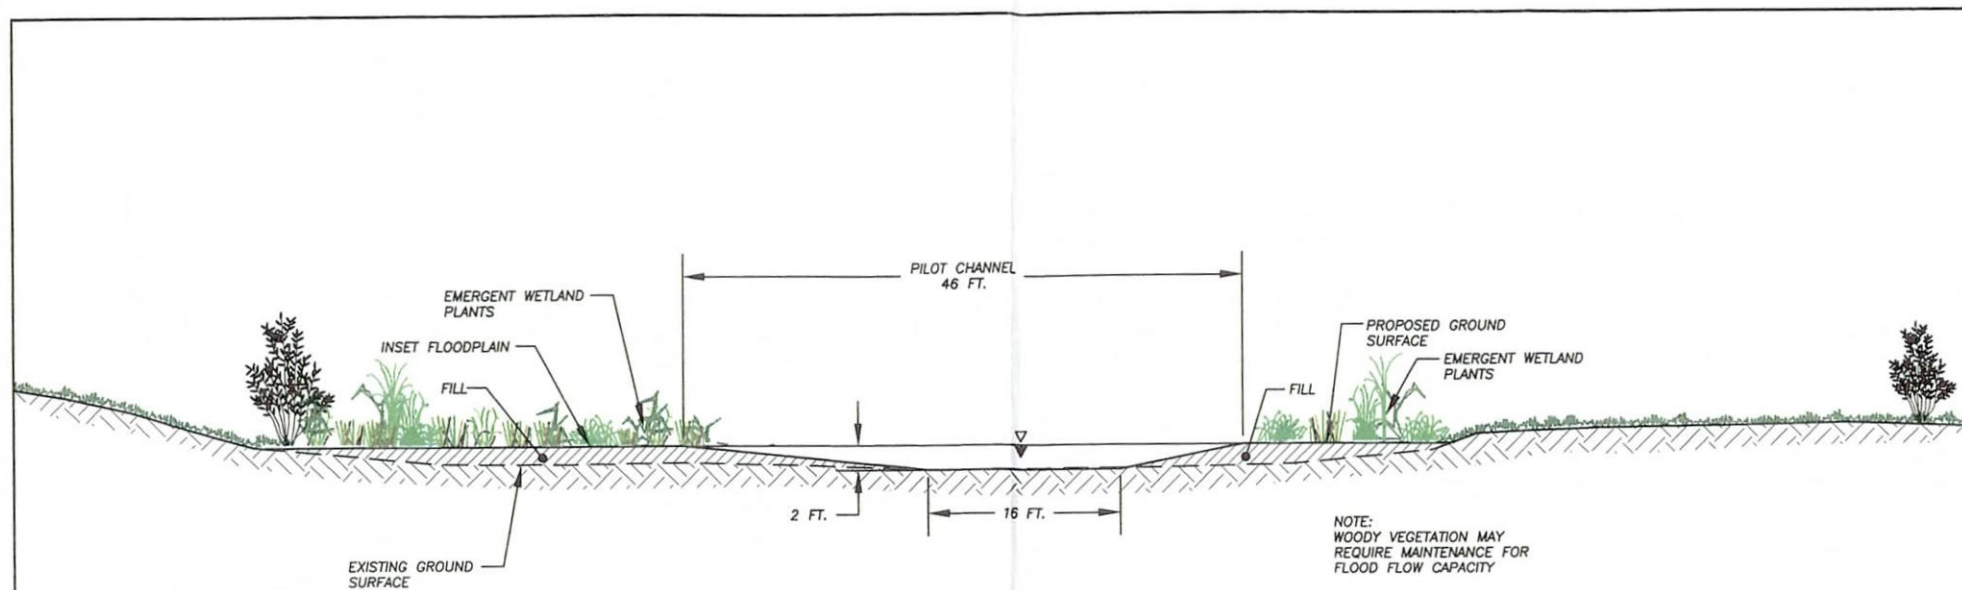 PILOT CHANNEL
46 FT.
EMERGENT WETLAND
PLANTS
INSET FLOODPLAIN
FILL
PROPOSED GROUND
SURFACE
EMERGENT WETLAND
PLANTS
FILL
2 FT.
16 FT.
NOTE:
WOODY VEGETATION MAY
REQUIRE MAINTENANCE FOR
FLOOD FLOW CAPACITY
EXISTING GROUND
SURFACE